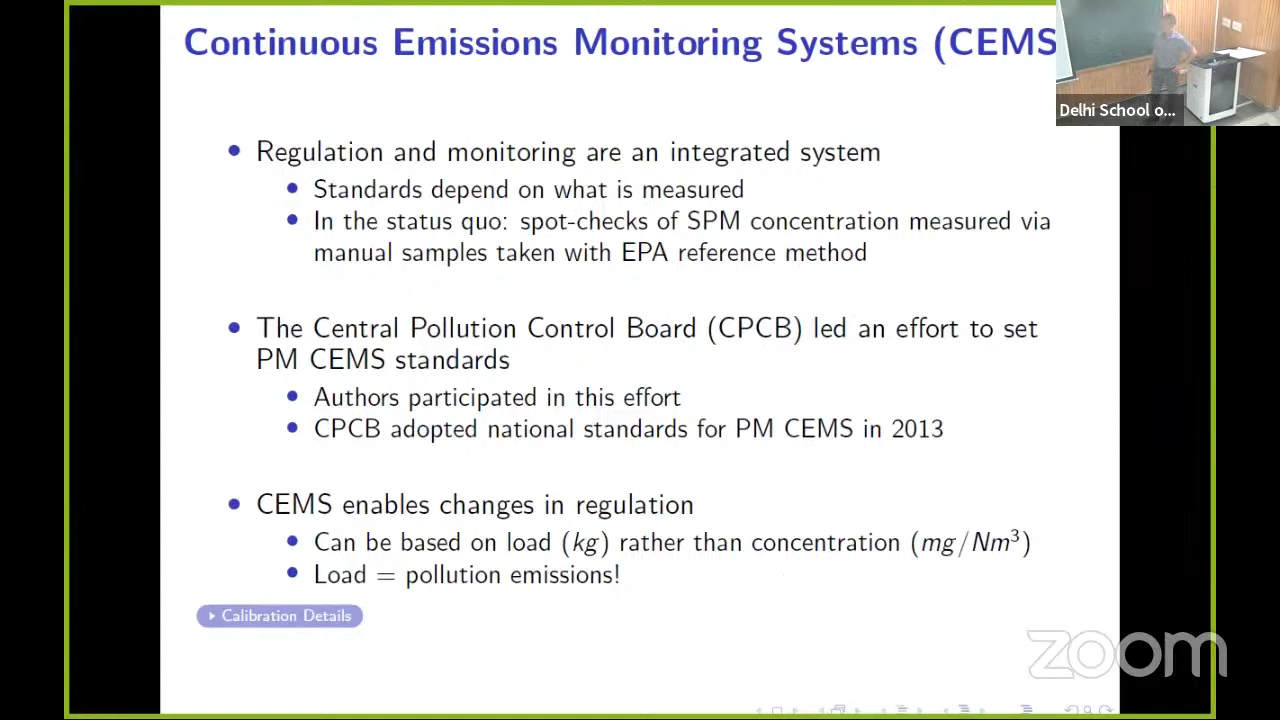 Continuous Emissions Monitoring Systems (CEMS
Delhi School o...
Regulation and monitoring are an integrated system
Standards depend on what is measured
In the status quo: spot-checks of SPM concentration measured via
manual samples taken with EPA reference method
The Central Pollution Control Board (CPCB) led an effort to set
PM CEMS standards
Authors participated in this effort
CPCB adopted national standards for PM CEMS in 2013
CEMS enables changes in regulation
Can be based on load (kg) rather than concentration (mg/Nm³)
Load = pollution emissions!
Calibration Details
zoom